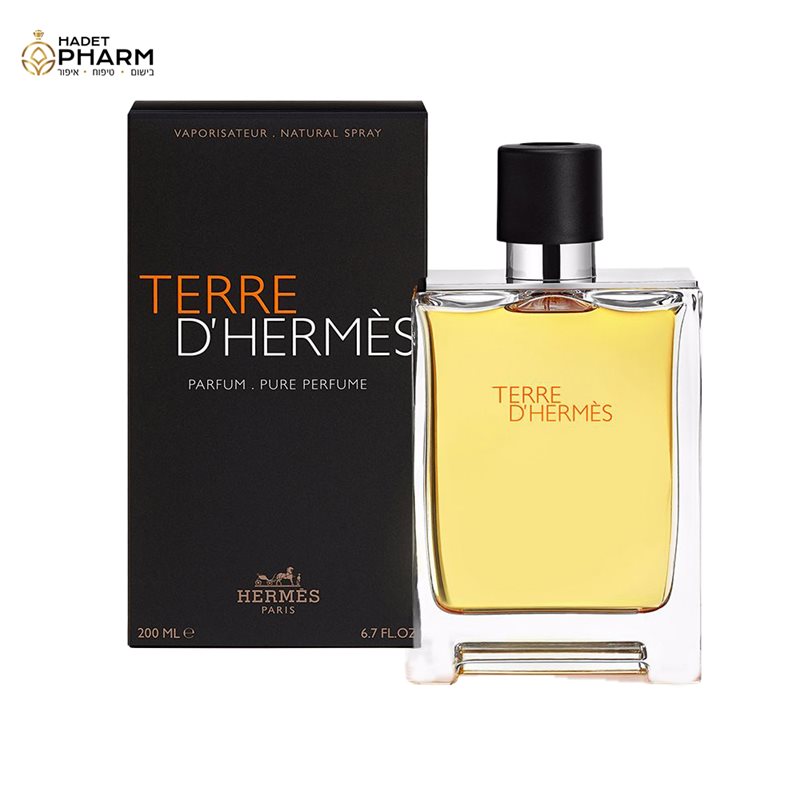 HADET
PHARM
בישום • טיפוח • איפור
VAPORISATEUR . NATURAL SPRAY
TERRE
D'HERMÈS
PARFUM . PURE PERFUME
HERMÈS
PARIS
200 ML ℮ 6.7 FL.OZ
TERRE
D'HERMÈS